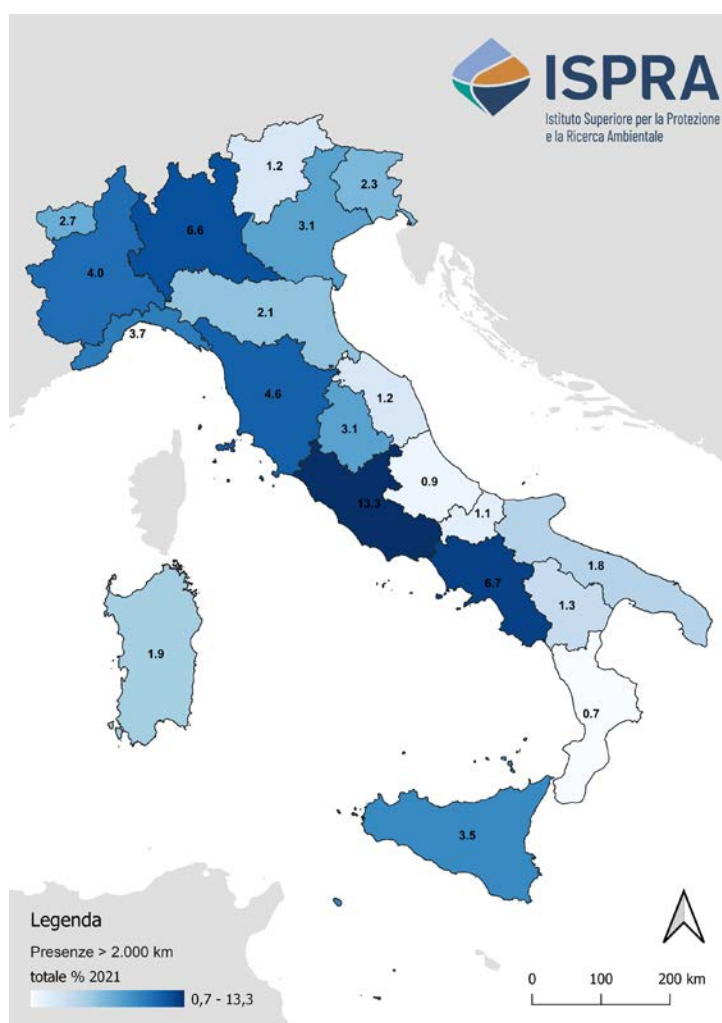 ISPRA
Istituto Superiore per la Protezione
e la Ricerca Ambientale
1.2
2.3
2.7
3.1
6.6
4.0
2.1
3.7
4.6
1.2
3.1
0.9
13.3
1.1
1.8
6.7
1.3
1.9
0.7
3.5
Legenda
Presenze > 2.000 km
totale % 2021
0,7 - 13,3
0 100 200 km